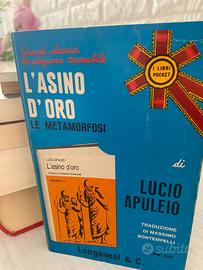 Grandi classici
in edizione tascabile
L'ASINO
D'ORO
LE METAMORFOSI
I LIBRI
POCKET
LUCIO APULEIO
L'asino d'oro
di
LUCIO
APULEIO
TRADUZIONE
DI MASSIMO
BONTEMPELLI
Longanesi & C.
Subito